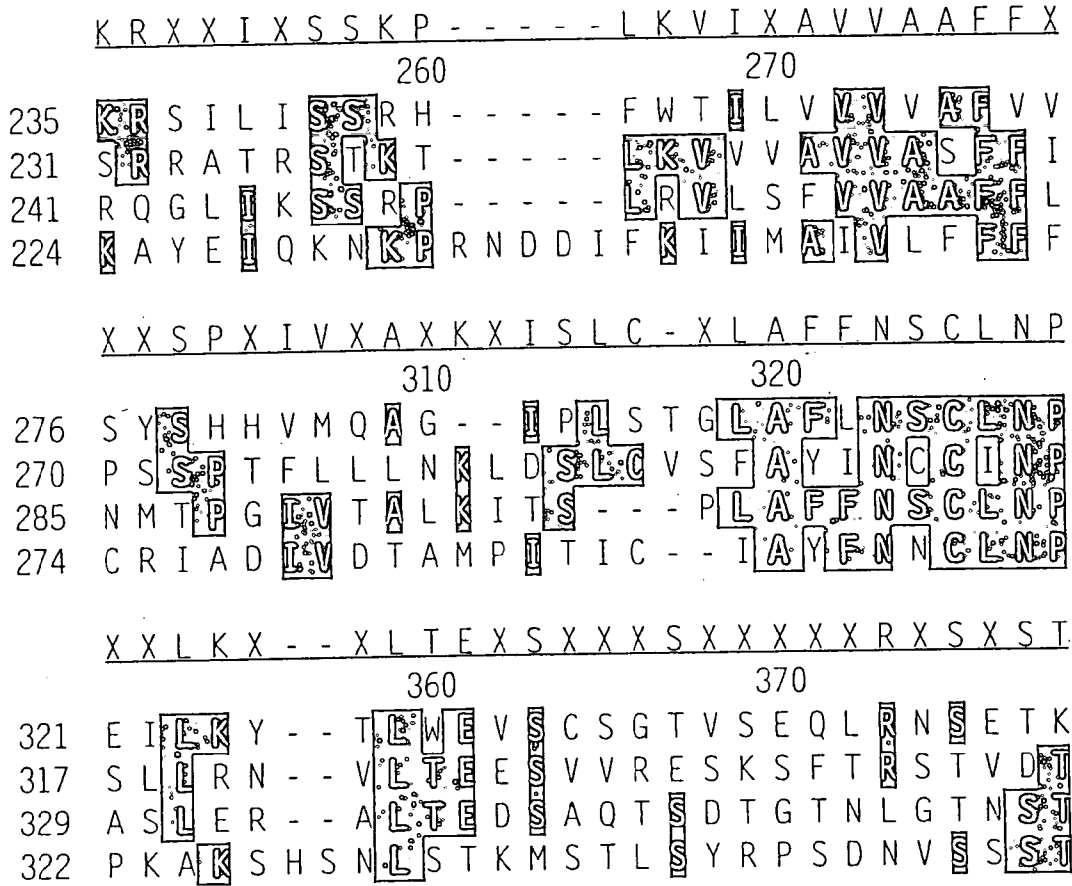 K R X X I X S S K P - - - - - L K V I X A V V A A F F X
260 270
235 K R S I L I S S R H - - - - - F W T I L V V V V A F V V
231 S R R A T R S T K T - - - - - L K V V V A V V A S F F I
241 R Q G L I K S S R P - - - - - L R V L S F V V A A F F L
224 K A Y E I Q K N K P R N D D I F K I I M A I V L F F F F
X X S P X I V X A X K X I S L C - X L A F F N S C L N P
310 320
276 S Y S H H V M Q A G - - I P L S T G L A F L N S C L N P
270 P S S P T F L L L N K L D S L C V S F A Y I N C C I N P
285 N M T P G I V T A L K I T S - - - P L A F F N S C L N P
274 C R I A D I V D T A M P I T I C - - I A Y F N N C L N P
X X L K X - - X L T E X S X X X S X X X X X R X S X S T
360 370
321 E I L K Y - - T L W E V S C S G T V S E Q L R N S E T K
317 S L L R N - - V L T E E S V V R E S K S F T R S T V D T
329 A S L E R - - A L T E D S A Q T S D T G T N L G T N S T
322 P K A K S H S N L S T K M S T L S Y R P S D N V S S S T